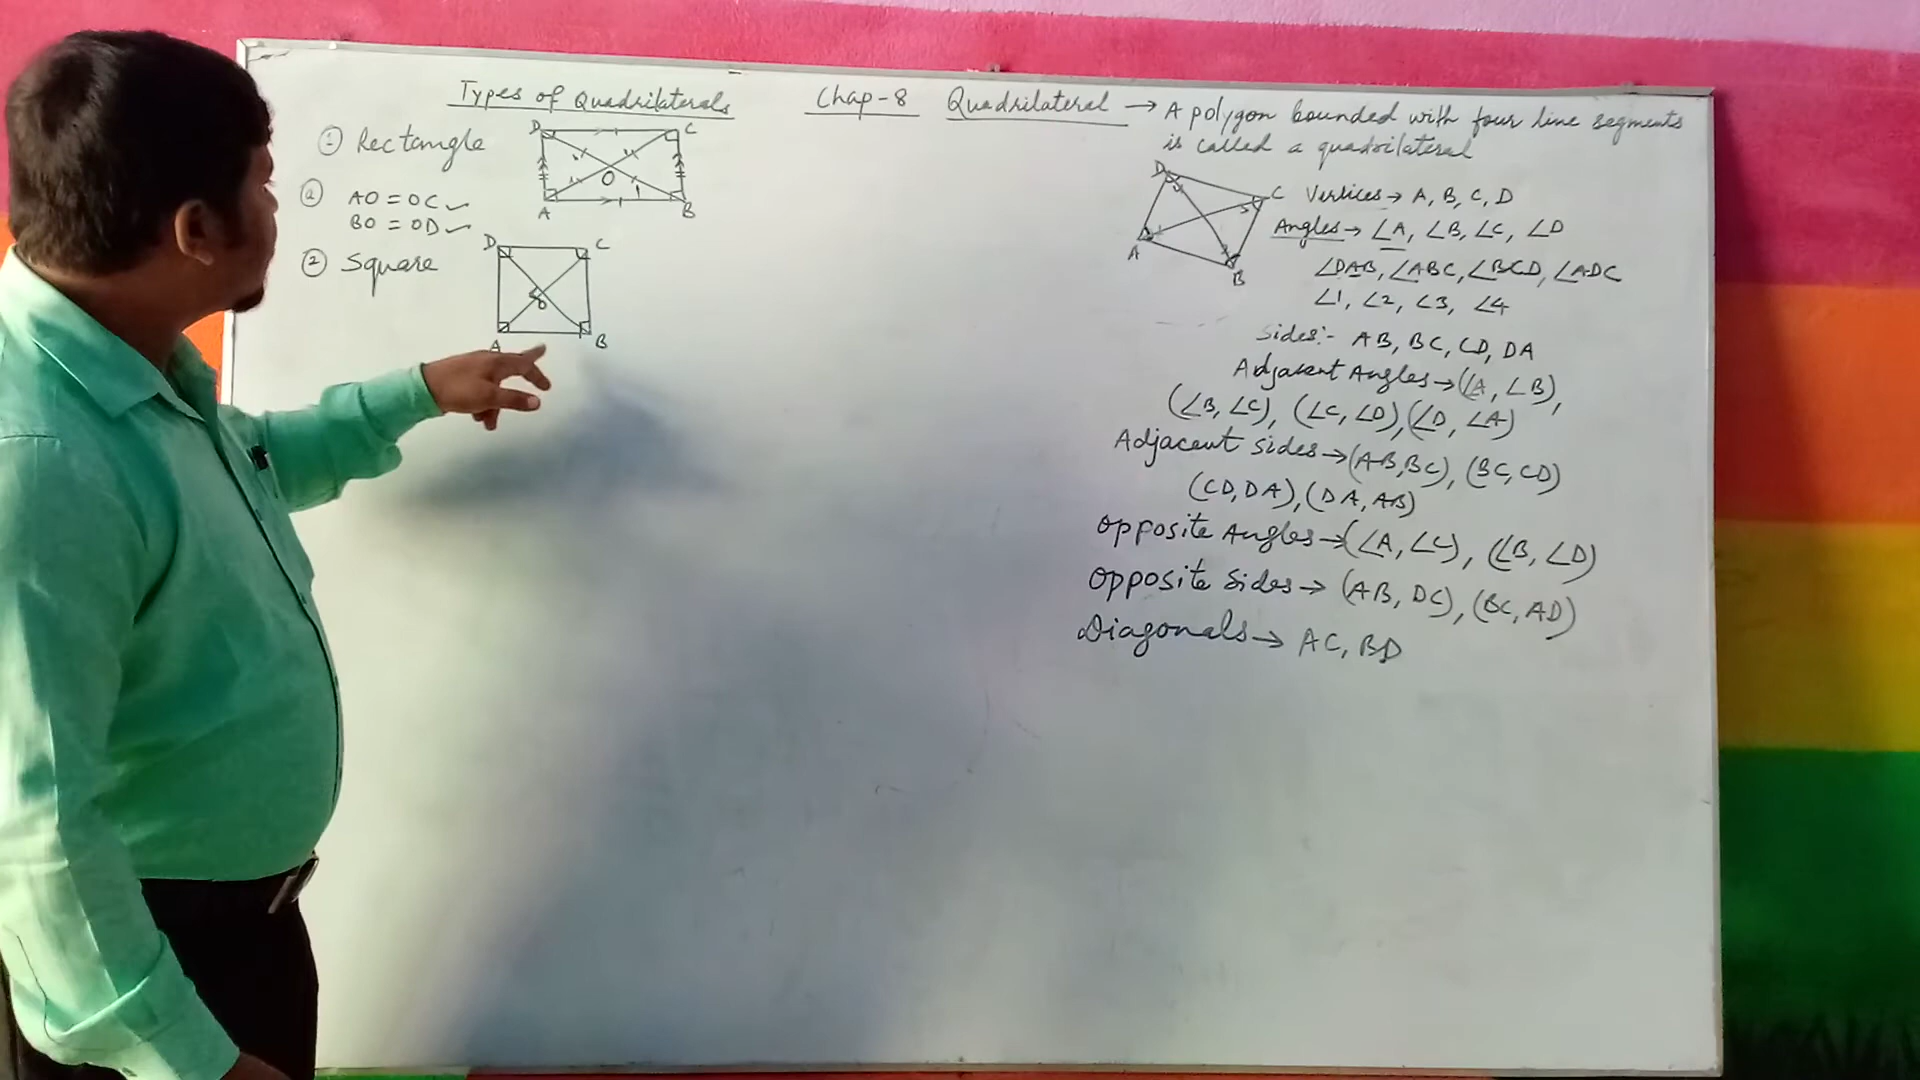 Types of Quadrilaterals
① Rectangle
D C
O
A B
ⓐ AO = OC ✓
BO = OD ✓
② Square
D C
O
A B
Chap-8 Quadrilateral → A polygon bounded with four line segments
is called a quadrilateral
D C
A B
Vertices → A, B, C, D
Angles → ∠A, ∠B, ∠C, ∠D
∠DAB, ∠ABC, ∠BCD, ∠ADC
∠1, ∠2, ∠3, ∠4
Sides:- AB, BC, CD, DA
Adjacent Angles → (∠A, ∠B),
(∠B, ∠C), (∠C, ∠D), (∠D, ∠A)
Adjacent sides → (AB, BC), (BC, CD)
(CD, DA), (DA, AB)
Opposite Angles → (∠A, ∠C), (∠B, ∠D)
Opposite Sides → (AB, DC), (BC, AD)
Diagonals → AC, BD